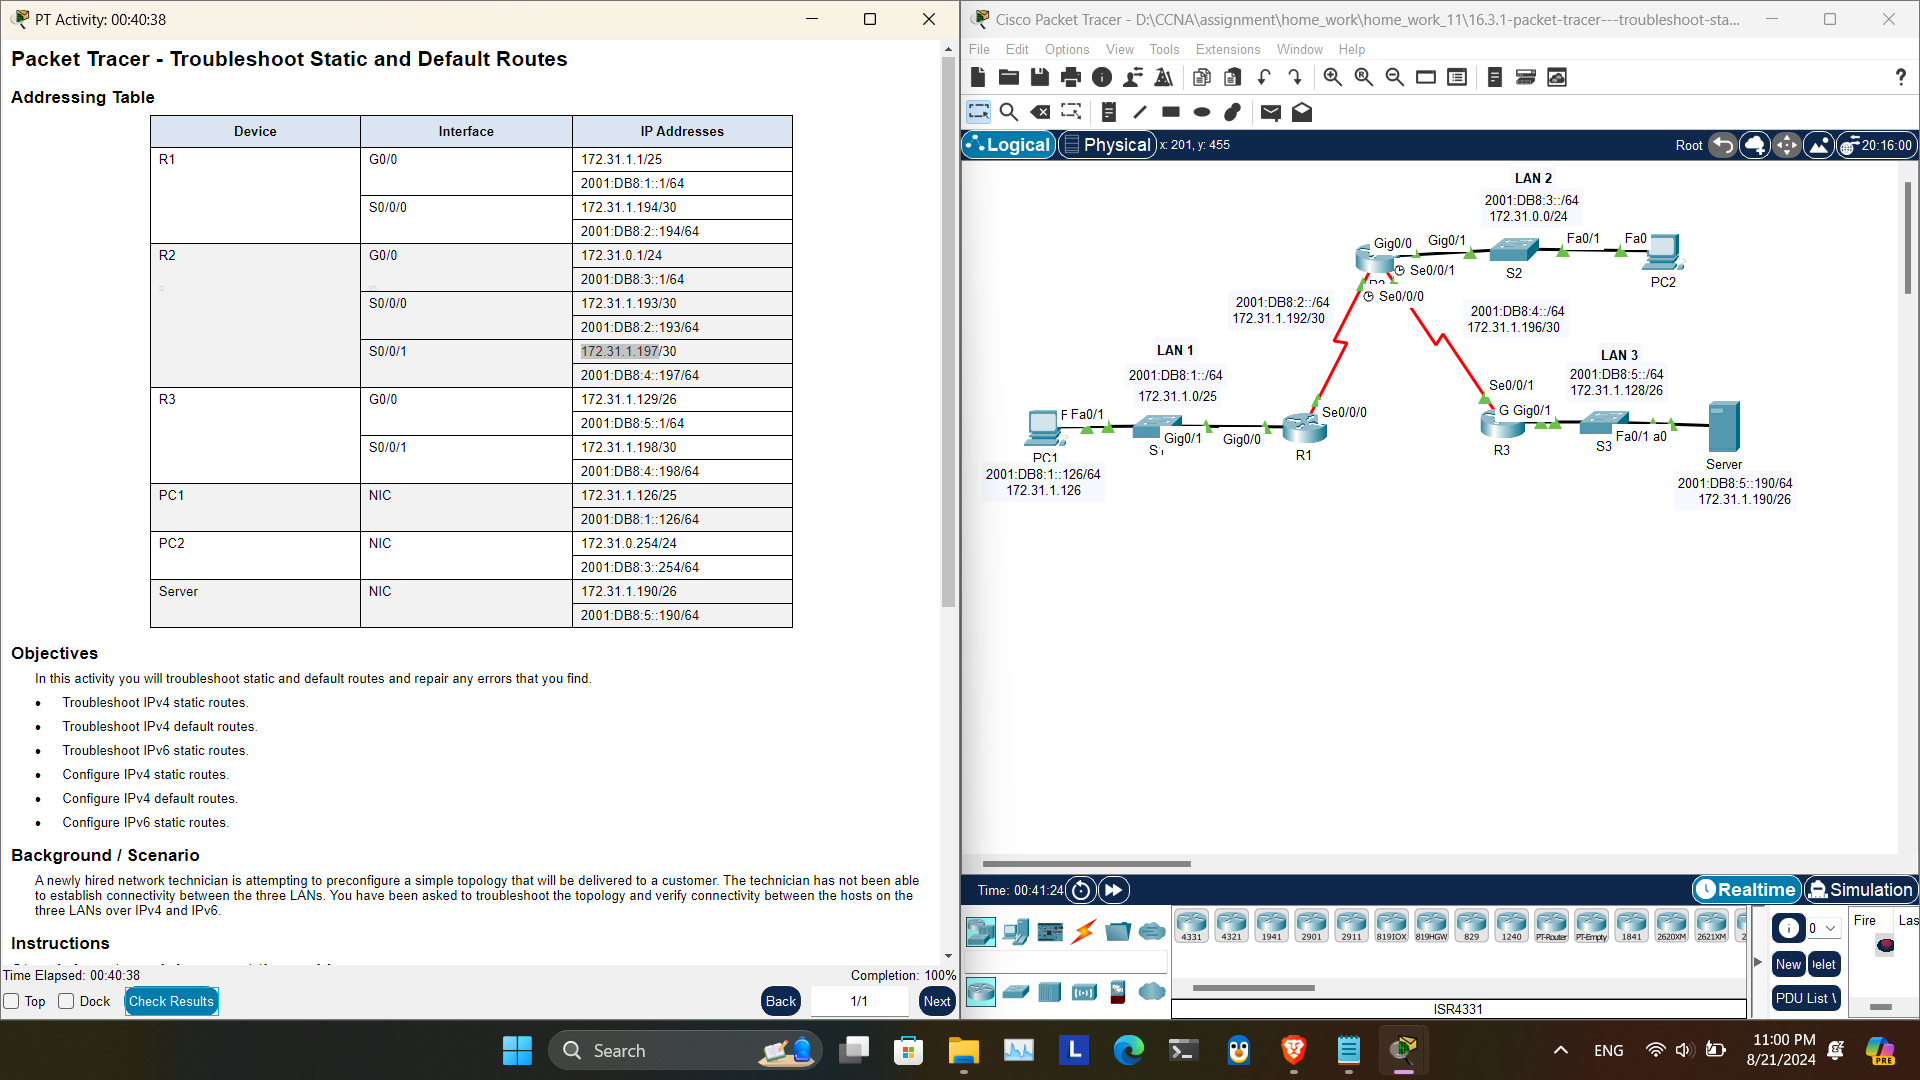 PT Activity: 00:40:38
Packet Tracer - Troubleshoot Static and Default Routes
Addressing Table
Device Interface IP Addresses
R1 G0/0 172.31.1.1/25
2001:DB8:1::1/64
S0/0/0 172.31.1.194/30
2001:DB8:2::194/64
R2 G0/0 172.31.0.1/24
2001:DB8:3::1/64
S0/0/0 172.31.1.193/30
2001:DB8:2::193/64
S0/0/1 172.31.1.197/30
2001:DB8:4::197/64
R3 G0/0 172.31.1.129/26
2001:DB8:5::1/64
S0/0/1 172.31.1.198/30
2001:DB8:4::198/64
PC1 NIC 172.31.1.126/25
2001:DB8:1::126/64
PC2 NIC 172.31.0.254/24
2001:DB8:3::254/64
Server NIC 172.31.1.190/26
2001:DB8:5::190/64
Objectives
In this activity you will troubleshoot static and default routes and repair any errors that you find.
• Troubleshoot IPv4 static routes.
• Troubleshoot IPv4 default routes.
• Troubleshoot IPv6 static routes.
• Configure IPv4 static routes.
• Configure IPv4 default routes.
• Configure IPv6 static routes.
Background / Scenario
A newly hired network technician is attempting to preconfigure a simple topology that will be delivered to a customer. The technician has not been able
to establish connectivity between the three LANs. You have been asked to troubleshoot the topology and verify connectivity between the hosts on the
three LANs over IPv4 and IPv6.
Instructions
Time Elapsed: 00:40:38 Completion: 100%
Top Dock Check Results Back 1/1 Next
Cisco Packet Tracer - D:\CCNA\assignment\home_work\home_work_11\16.3.1-packet-tracer---troubleshoot-sta...
File Edit Options View Tools Extensions Window Help
?
Logical Physical x: 201, y: 455 Root 20:16:00
LAN 2
2001:DB8:3::/64
172.31.0.0/24
Gig0/0 Gig0/1 Fa0/1 Fa0
Se0/0/1 S2
PC2
Se0/0/0
2001:DB8:2::/64
172.31.1.192/30
2001:DB8:4::/64
172.31.1.196/30
LAN 1
2001:DB8:1::/64
172.31.1.0/25
LAN 3
2001:DB8:5::/64
172.31.1.128/26
Se0/0/1
F Fa0/1 Se0/0/0 G Gig0/1
Gig0/1 Gig0/0 Fa0/1 a0
PC1 R1 R3 S3
Server
2001:DB8:1::126/64
172.31.1.126
2001:DB8:5::190/64
172.31.1.190/26
Time: 00:41:24 Realtime Simulation
4331 4321 1941 2901 2911 819IOX 819HGW 829 1240 PT-Router PT-Empty 1841 2620XM 2621XM 2
0 Fire Las
New elet
PDU List
ISR4331
Search
L
ENG
11:00 PM
8/21/2024
PRE